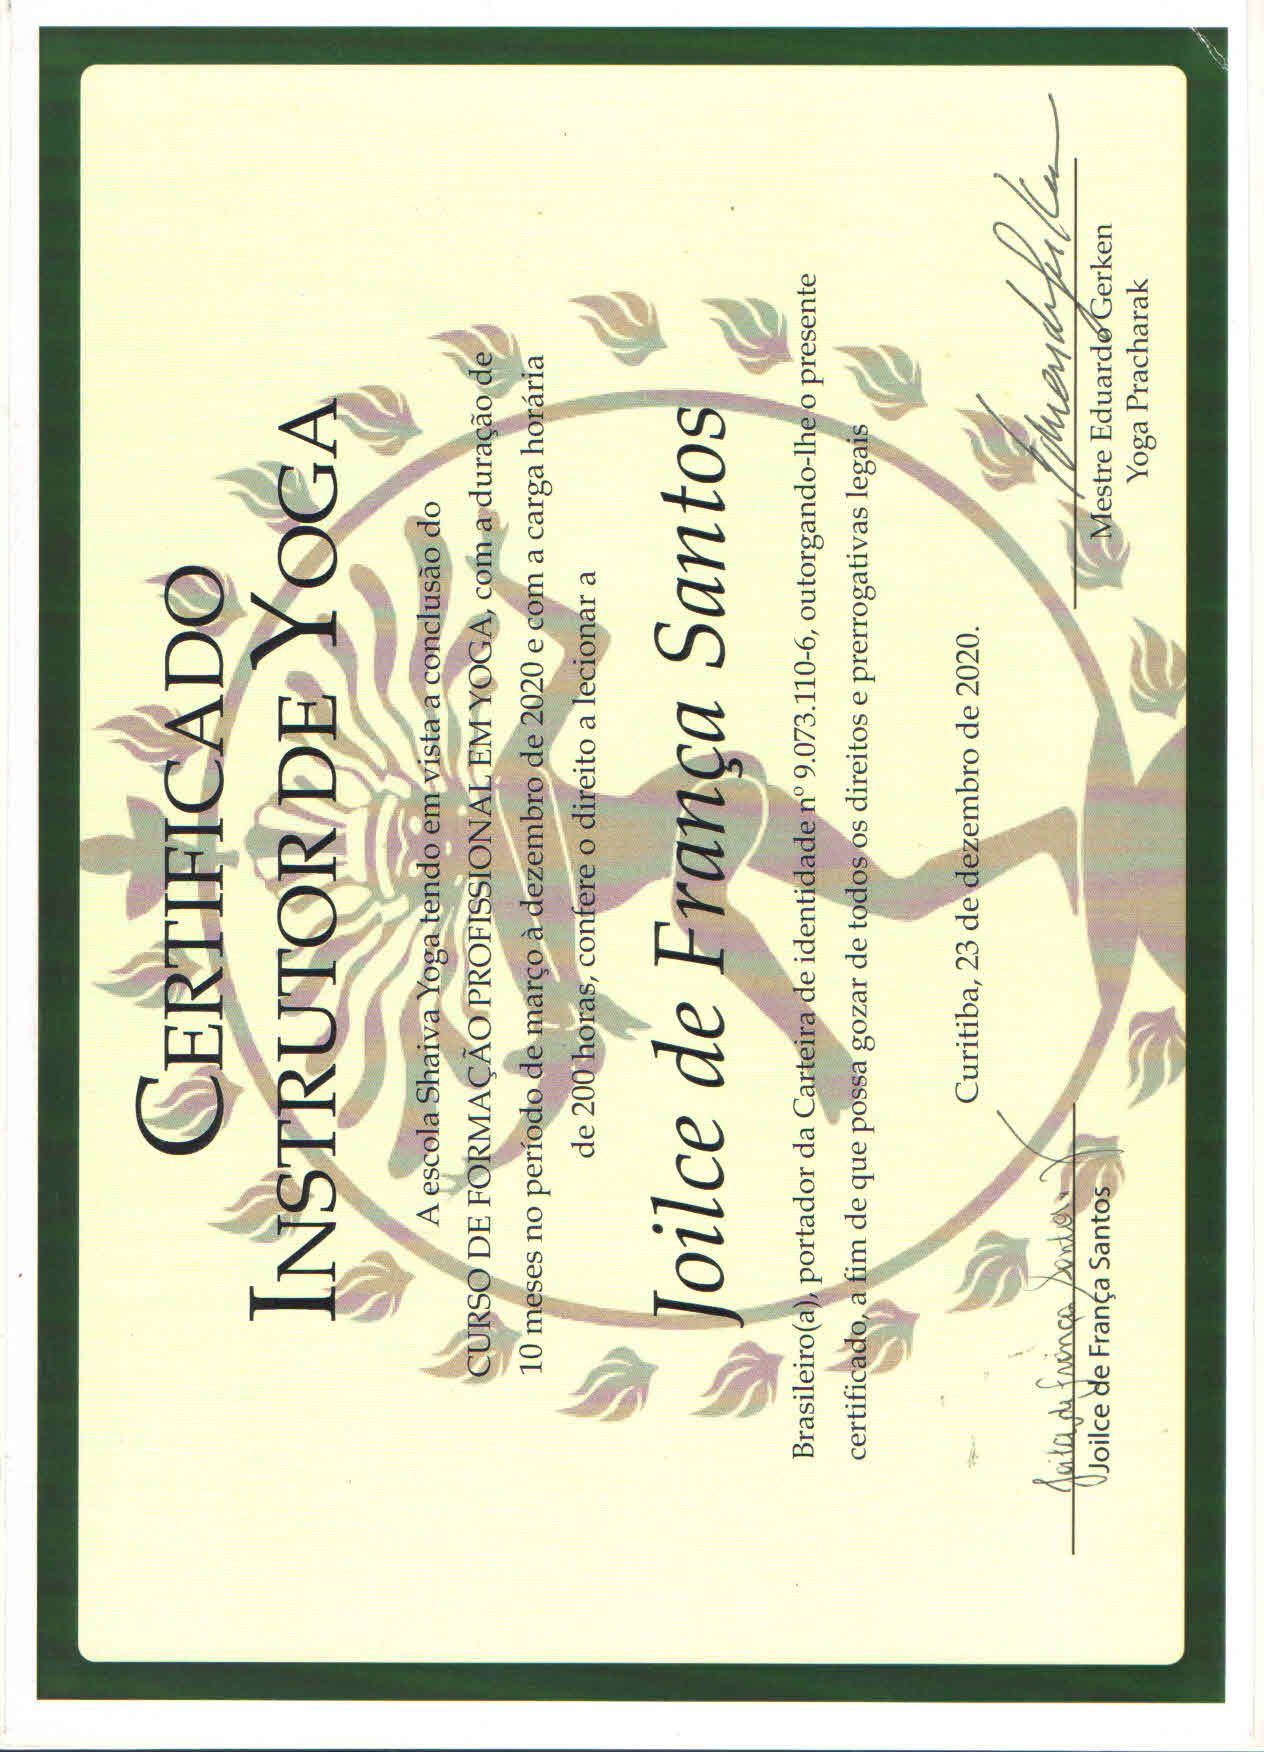 CERTIFICADO
INSTRUTOR DE YOGA
A escola Shaiva Yoga tendo em vista a conclusão do
CURSO DE FORMAÇÃO PROFISSIONAL EM YOGA, com a duração de
10 meses no período de março à dezembro de 2020 e com a carga horária
de 200 horas, confere o direito a lecionar a
Joilce de França Santos
Brasileiro(a), portador da Carteira de identidade nº 9.073.110-6, outorgando-lhe o presente
certificado, a fim de que possa gozar de todos os direitos e prerrogativas legais
Curitiba, 23 de dezembro de 2020.
Joilce de França Santos
Joilce de França Santos
Mestre Eduardo Gerken
Yoga Pracharak